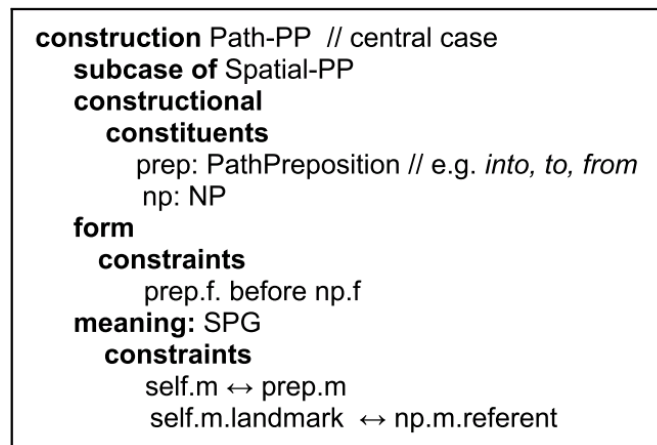 construction Path-PP // central case
subcase of Spatial-PP
constructional
constituents
prep: PathPreposition // e.g. into, to, from
np: NP
form
constraints
prep.f. before np.f
meaning: SPG
constraints
self.m ↔ prep.m
self.m.landmark ↔ np.m.referent